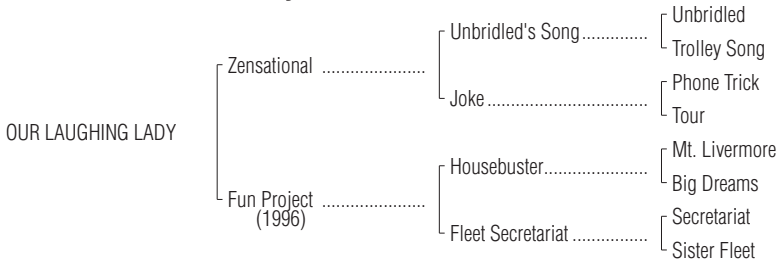 Unbridled
Unbridled's Song..............
Trolley Song
Zensational ......................
Phone Trick
Joke..................................
Tour
OUR LAUGHING LADY
Mt. Livermore
Housebuster......................
Big Dreams
Fun Project ......................
(1996)
Secretariat
Fleet Secretariat ................
Sister Fleet